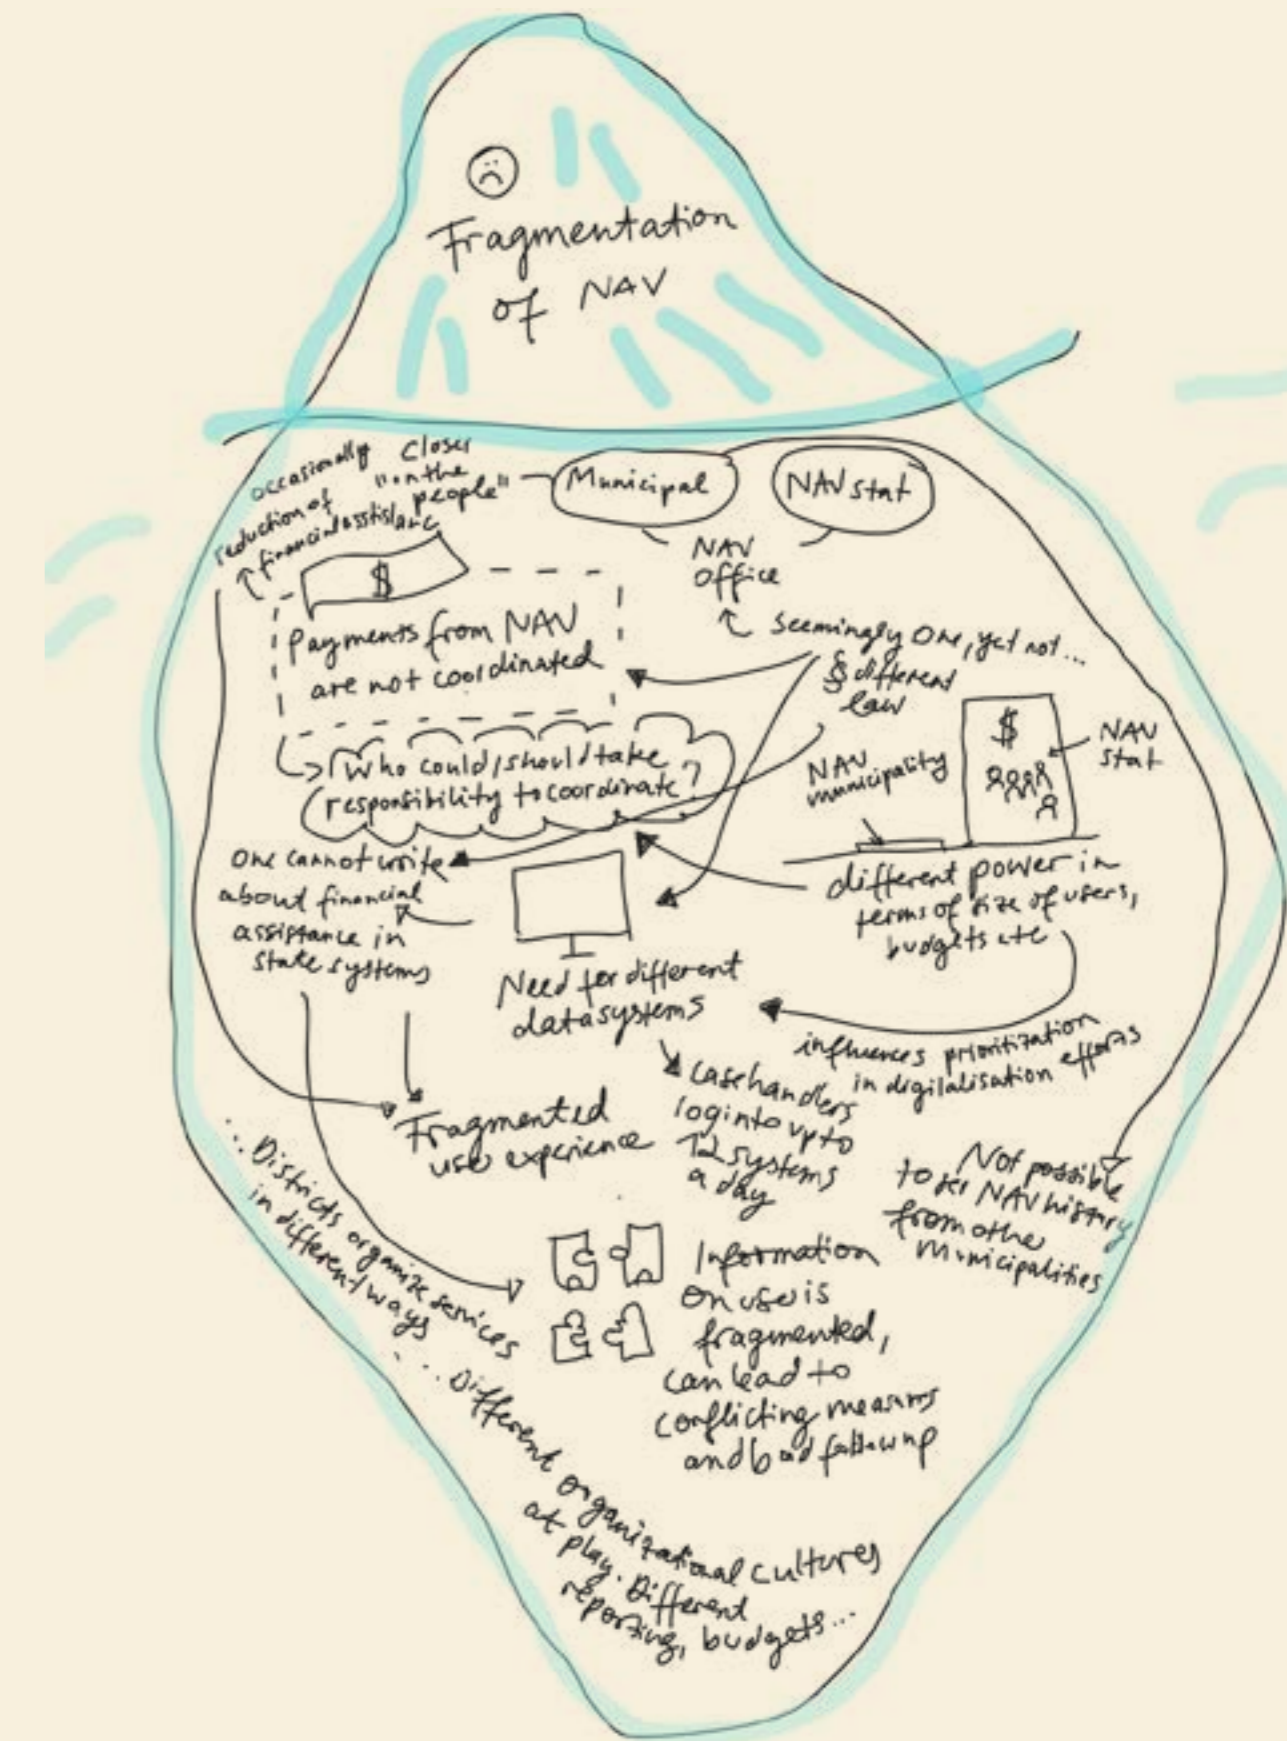 Fragmentation
of NAV
occasionally
reduction of
financial asstistanc
Closer
"on the
people"
Municipal
NAV stat
NAV
office
seemingly one, yet not...
§ different
law
$
Payments from NAV
are not coordinated
who could/should take
responsibility to coordinate?
NAV
municipality
$
NAV
stat
different power in
terms of size of users,
budgets etc
One cannot write
about financial
assistance in
state systems
Need for different
datasystems
influences prioritization
in digitalisation efforts
casehandlers
log into up to
12 systems
a day
Fragmented
user experience
Not possible
to see NAV history
from other
municipalities
...Districts organize services
in different ways
Information
on user is
fragmented,
can lead to
conflicting measures
and bad follow up
...Different organizational cultures
at play. Different
reporting, budgets...